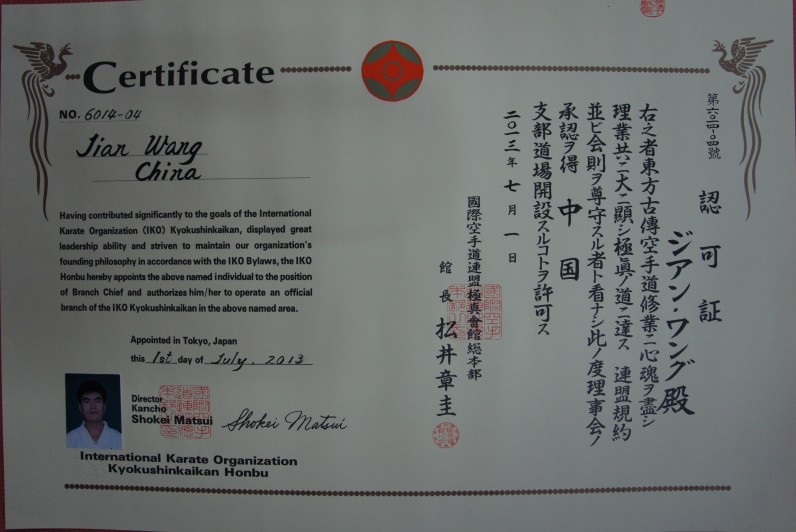 Certificate
NO. 6014-04
Jian Wang
China
Having contributed significantly to the goals of the International
Karate Organization (IKO) Kyokushinkaikan, displayed great
leadership ability and striven to maintain our organization's
founding philosophy in accordance with the IKO Bylaws, the IKO
Honbu hereby appoints the above named individual to the position
of Branch Chief and authorizes him/her to operate an official
branch of the IKO Kyokushinkaikan in the above named area.
Appointed in Tokyo, Japan
this 1st day of July, 2013
Director
Kancho
Shokei Matsui
Shokei Matsui
International Karate Organization
Kyokushinkaikan Honbu
第六〇一四-〇四號
認可証
ジアン・ワング殿
右之者東方古傳空手道修業ニ心魂ヲ盡シ
理業共ニ大ニ顯シ極眞ノ道ニ達ス 連盟規約
並ビ会則ヲ尊守スル者ト看ナシ此ノ度理事会ノ
承認ヲ得 中国
支部道場開設スルコトヲ許可ス
二〇一三年七月一日
國際空手道連盟極真會館総本部
館長 松井章圭